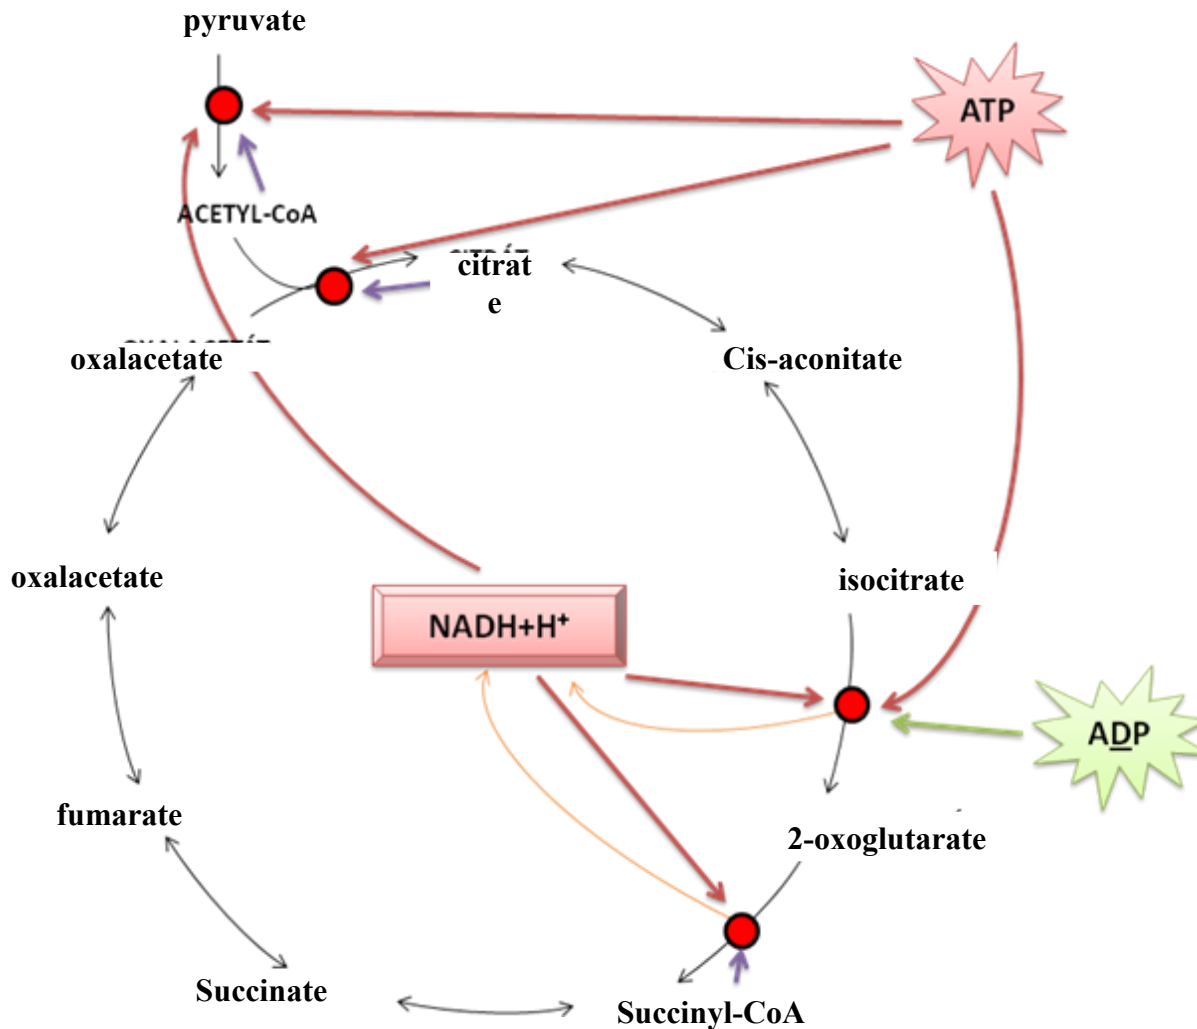 pyruvate
ATP
ACETYL-CoA
citrat
e
oxalacetate
Cis-aconitate
oxalacetate
isocitrate
NADH+H⁺
ADP
fumarate
2-oxoglutarate
Succinate
Succinyl-CoA